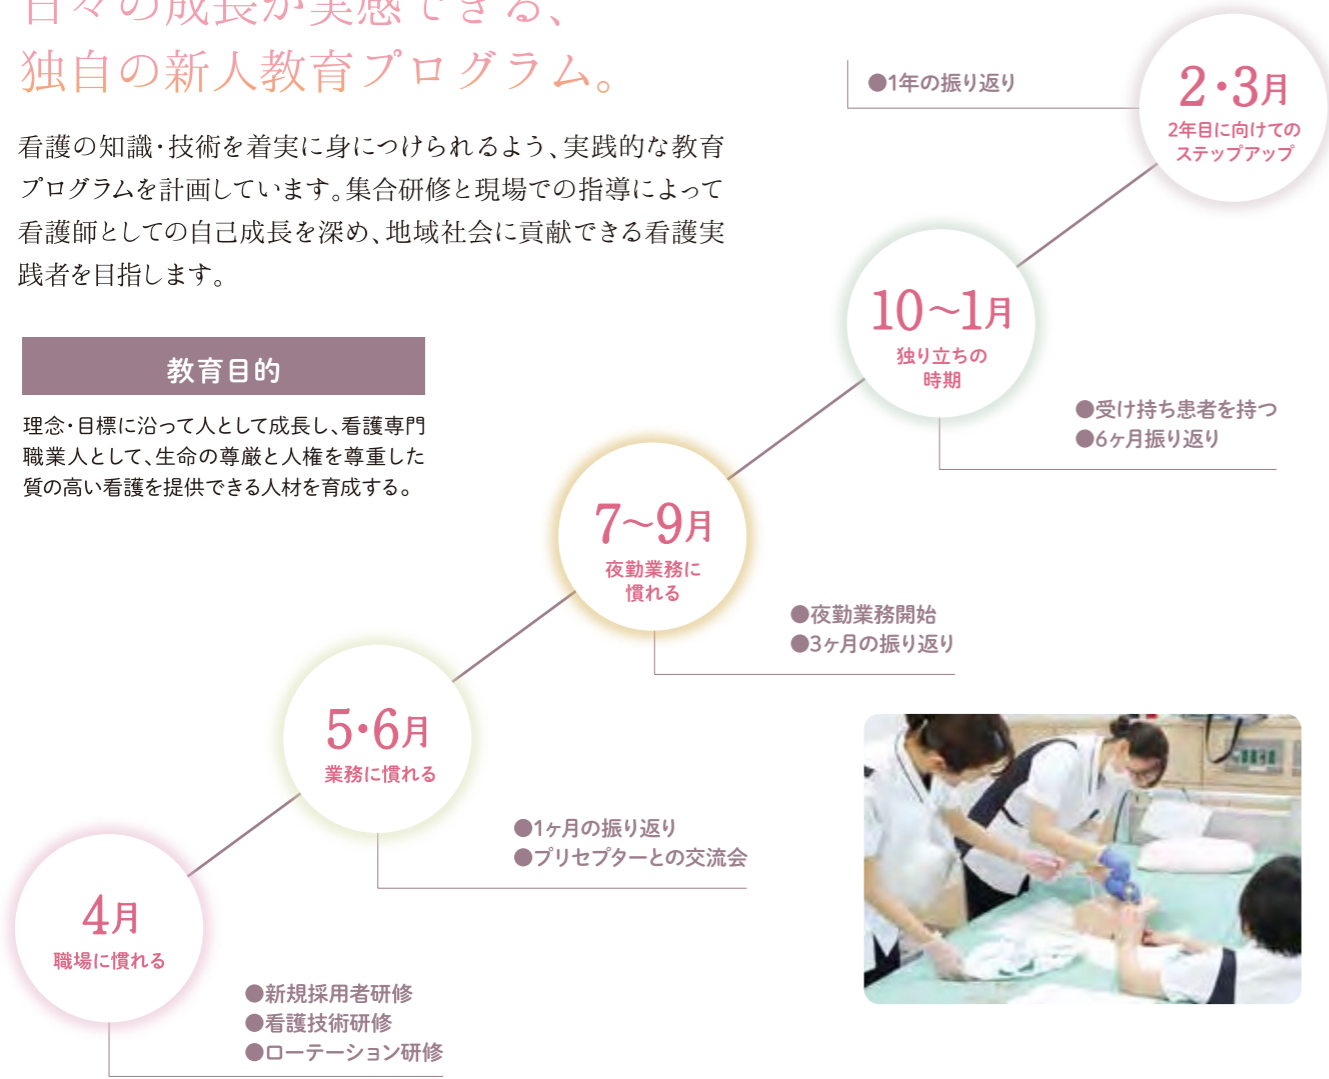 日々の成長が実感できる、
独自の新人教育プログラム。
看護の知識・技術を着実に身につけられるよう、実践的な教育
プログラムを計画しています。集合研修と現場での指導によって
看護師としての自己成長を深め、地域社会に貢献できる看護実
践者を目指します。
教育目的
理念・目標に沿って人として成長し、看護専門
職業人として、生命の尊厳と人権を尊重した
質の高い看護を提供できる人材を育成する。
4月
職場に慣れる
●新規採用者研修
●看護技術研修
●ローテーション研修
5・6月
業務に慣れる
●1ヶ月の振り返り
●プリセプターとの交流会
7〜9月
夜勤業務に
慣れる
●夜勤業務開始
●3ヶ月の振り返り
10〜1月
独り立ちの
時期
●受け持ち患者を持つ
●6ヶ月振り返り
2・3月
2年目に向けての
ステップアップ
●1年の振り返り